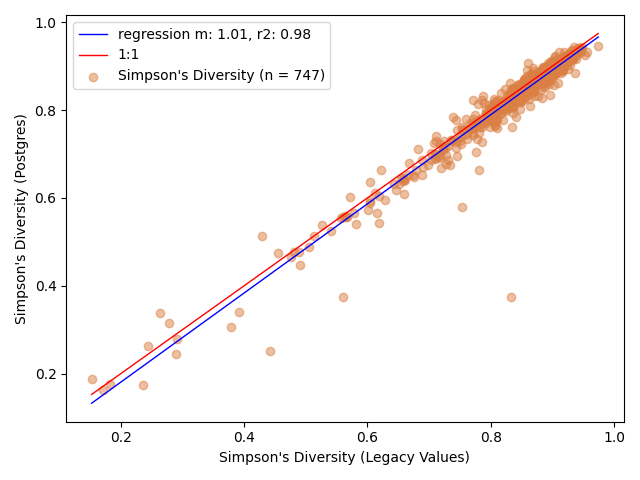 regression m: 1.01, r2: 0.98
1:1
Simpson's Diversity (n = 747)
Simpson's Diversity (Postgres)
1.0
0.8
0.6
0.4
0.2
0.2
0.4
0.6
0.8
1.0
Simpson's Diversity (Legacy Values)